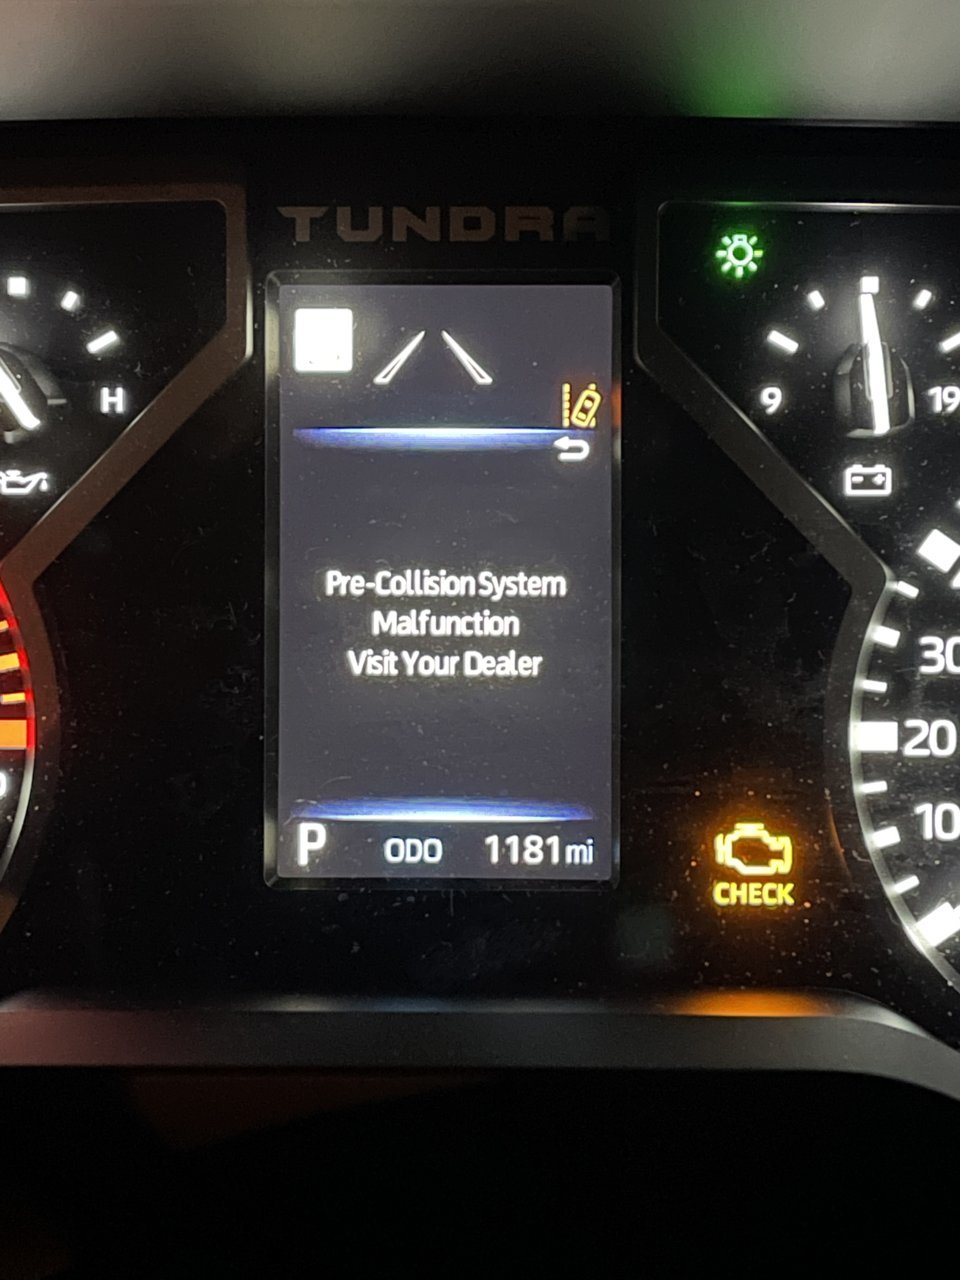 TUNDRA
H
9
19
Pre-Collision System
Malfunction
Visit Your Dealer
30
20
10
P ODO 1181 mi
CHECK